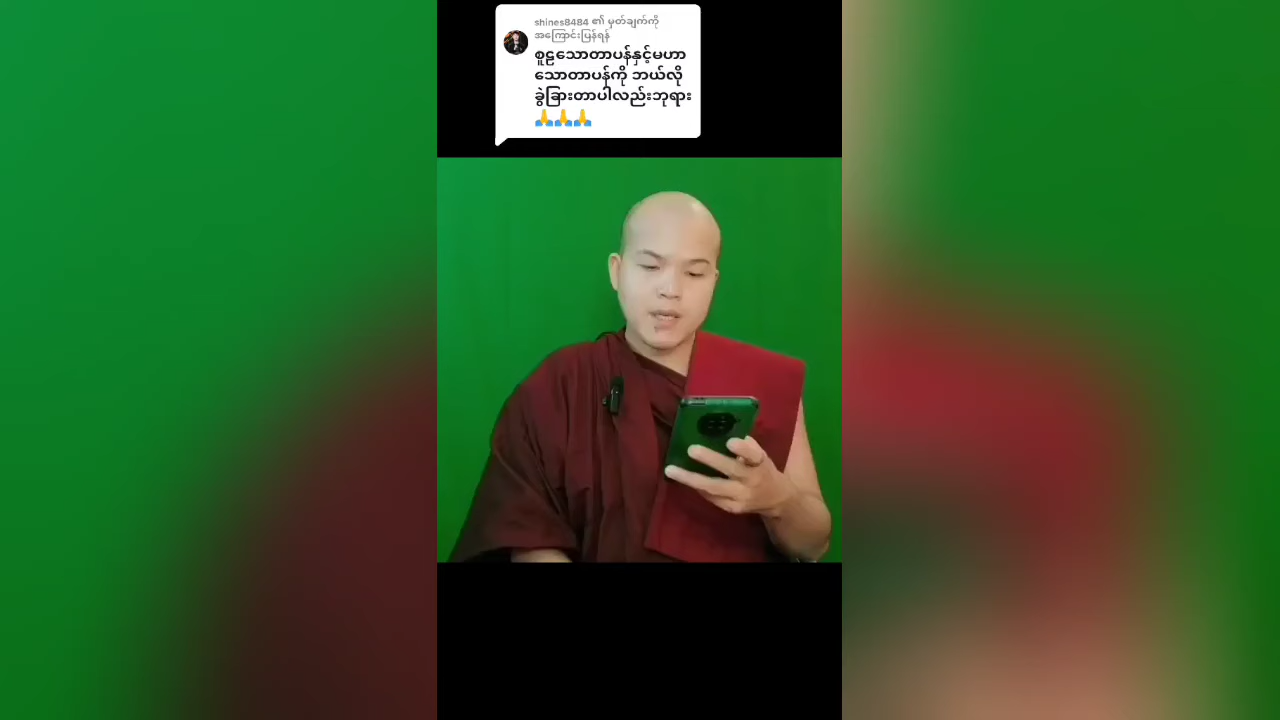 shines8484 ၏ မှတ်ချက်ကို
အကြောင်းပြန်ရန်
စူဠသောတာပန်နှင့်မဟာ
သောတာပန်ကို ဘယ်လို
ခွဲခြားတာပါလည်းဘုရား
🙏🙏🙏